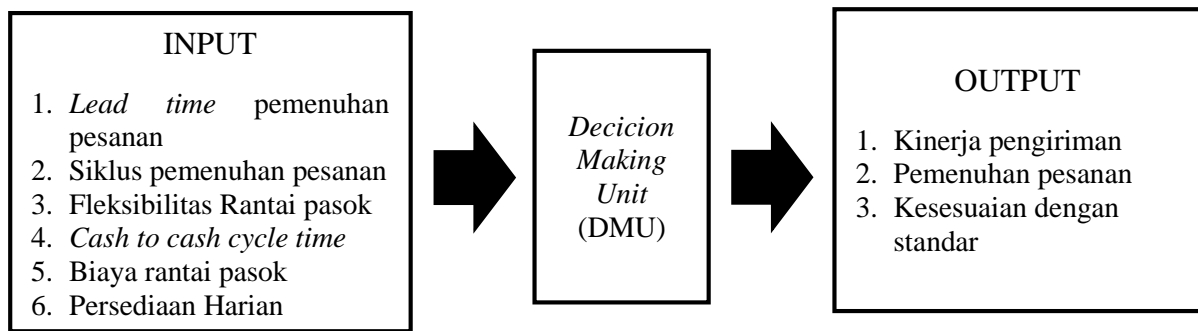 INPUT
1. Lead time pemenuhan
pesanan
2. Siklus pemenuhan pesanan
3. Fleksibilitas Rantai pasok
4. Cash to cash cycle time
5. Biaya rantai pasok
6. Persediaan Harian
Decicion
Making
Unit
(DMU)
OUTPUT
1. Kinerja pengiriman
2. Pemenuhan pesanan
3. Kesesuaian dengan
standar